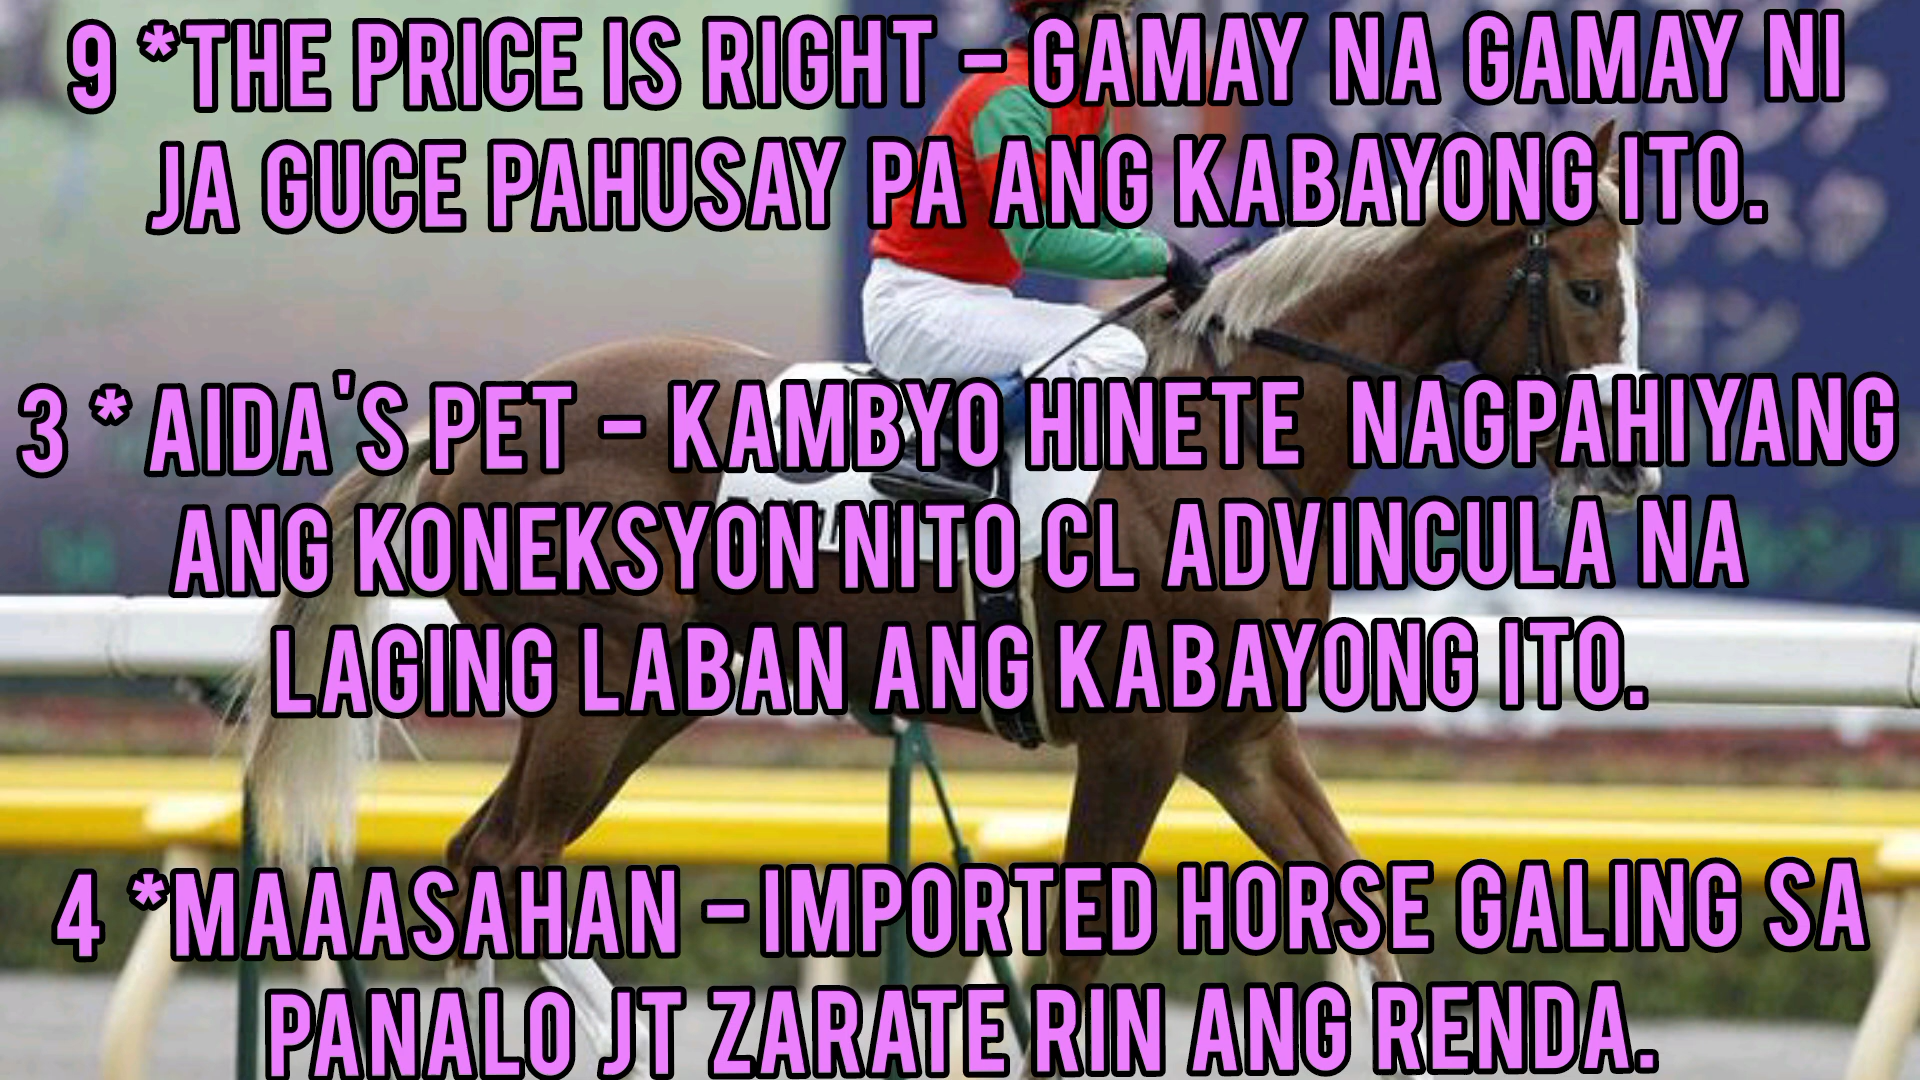 9 *THE PRICE IS RIGHT - GAMAY NA GAMAY NI
JA GUCE PAHUSAY PA ANG KABAYONG ITO.
3 * AIDA'S PET - KAMBYO HINETE NAGPAHIYANG
ANG KONEKSYON NITO CL ADVINCULA NA
LAGING LABAN ANG KABAYONG ITO.
4 *MAAASAHAN -IMPORTED HORSE GALING SA
PANALO JT ZARATE RIN ANG RENDA.